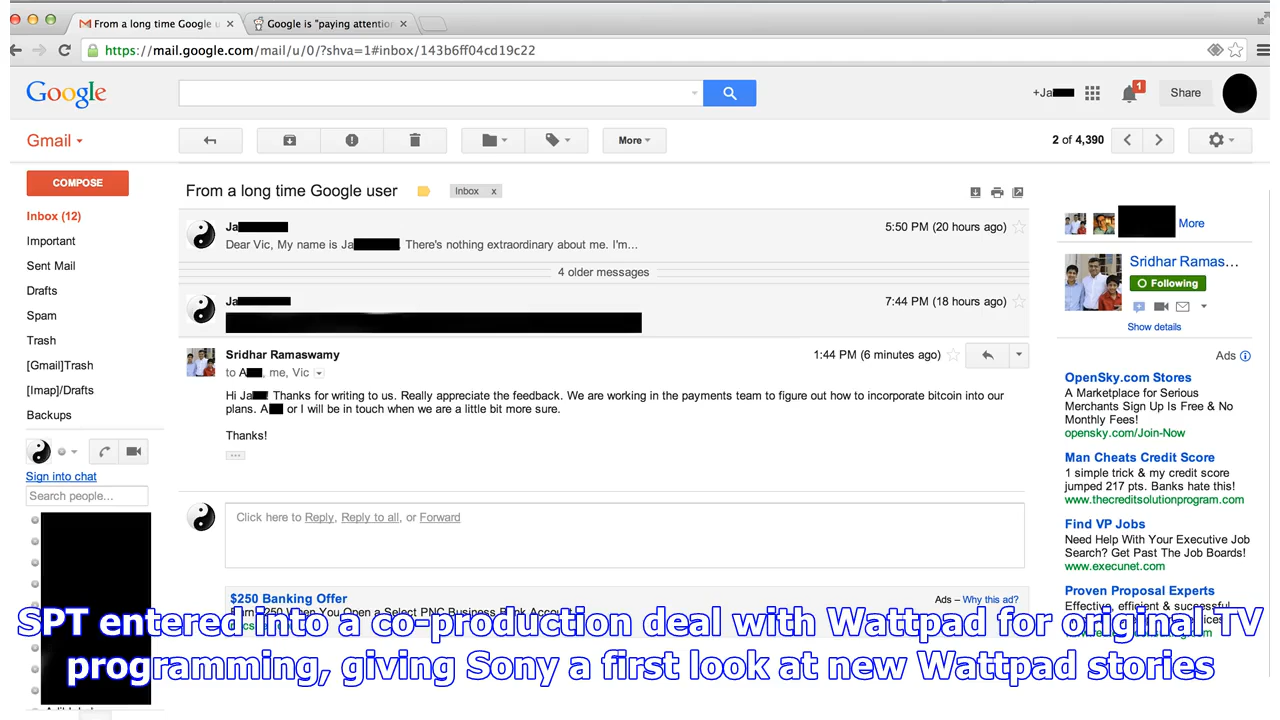 From a long time Google u
Google is "paying attention
https://mail.google.com/mail/u/0/?shva=1#inbox/143b6ff04cd19c22
Google
+Ja
1
Share
Gmail
More
2 of 4,390
COMPOSE
From a long time Google user
Inbox x
Inbox (12)
Important
Sent Mail
Drafts
Spam
Trash
[Gmail]Trash
[Imap]/Drafts
Backups
Sign into chat
Search people...
Ja
5:50 PM (20 hours ago)
Dear Vic, My name is Ja. There's nothing extraordinary about me. I'm...
4 older messages
Ja
7:44 PM (18 hours ago)
Sridhar Ramaswamy
1:44 PM (6 minutes ago)
to A, me, Vic
Hi Ja! Thanks for writing to us. Really appreciate the feedback. We are working in the payments team to figure out how to incorporate bitcoin into our
plans. A or I will be in touch when we are a little bit more sure.
Thanks!
Click here to Reply, Reply to all, or Forward
$250 Banking Offer
Ads – Why this ad?
When You Open a Select PNC Business Bank
More
Sridhar Ramas...
Following
Show details
Ads
OpenSky.com Stores
A Marketplace for Serious
Merchants Sign Up Is Free & No
Monthly Fees!
opensky.com/Join-Now
Man Cheats Credit Score
1 simple trick & my credit score
jumped 217 pts. Banks hate this!
www.thecreditsolutionprogram.com
Find VP Jobs
Need Help With Your Executive Job
Search? Get Past The Job Boards!
www.execunet.com
Proven Proposal Experts
Effective, efficient & successful
SPT entered into a co-production deal with Wattpad for original TV
programming, giving Sony a first look at new Wattpad stories